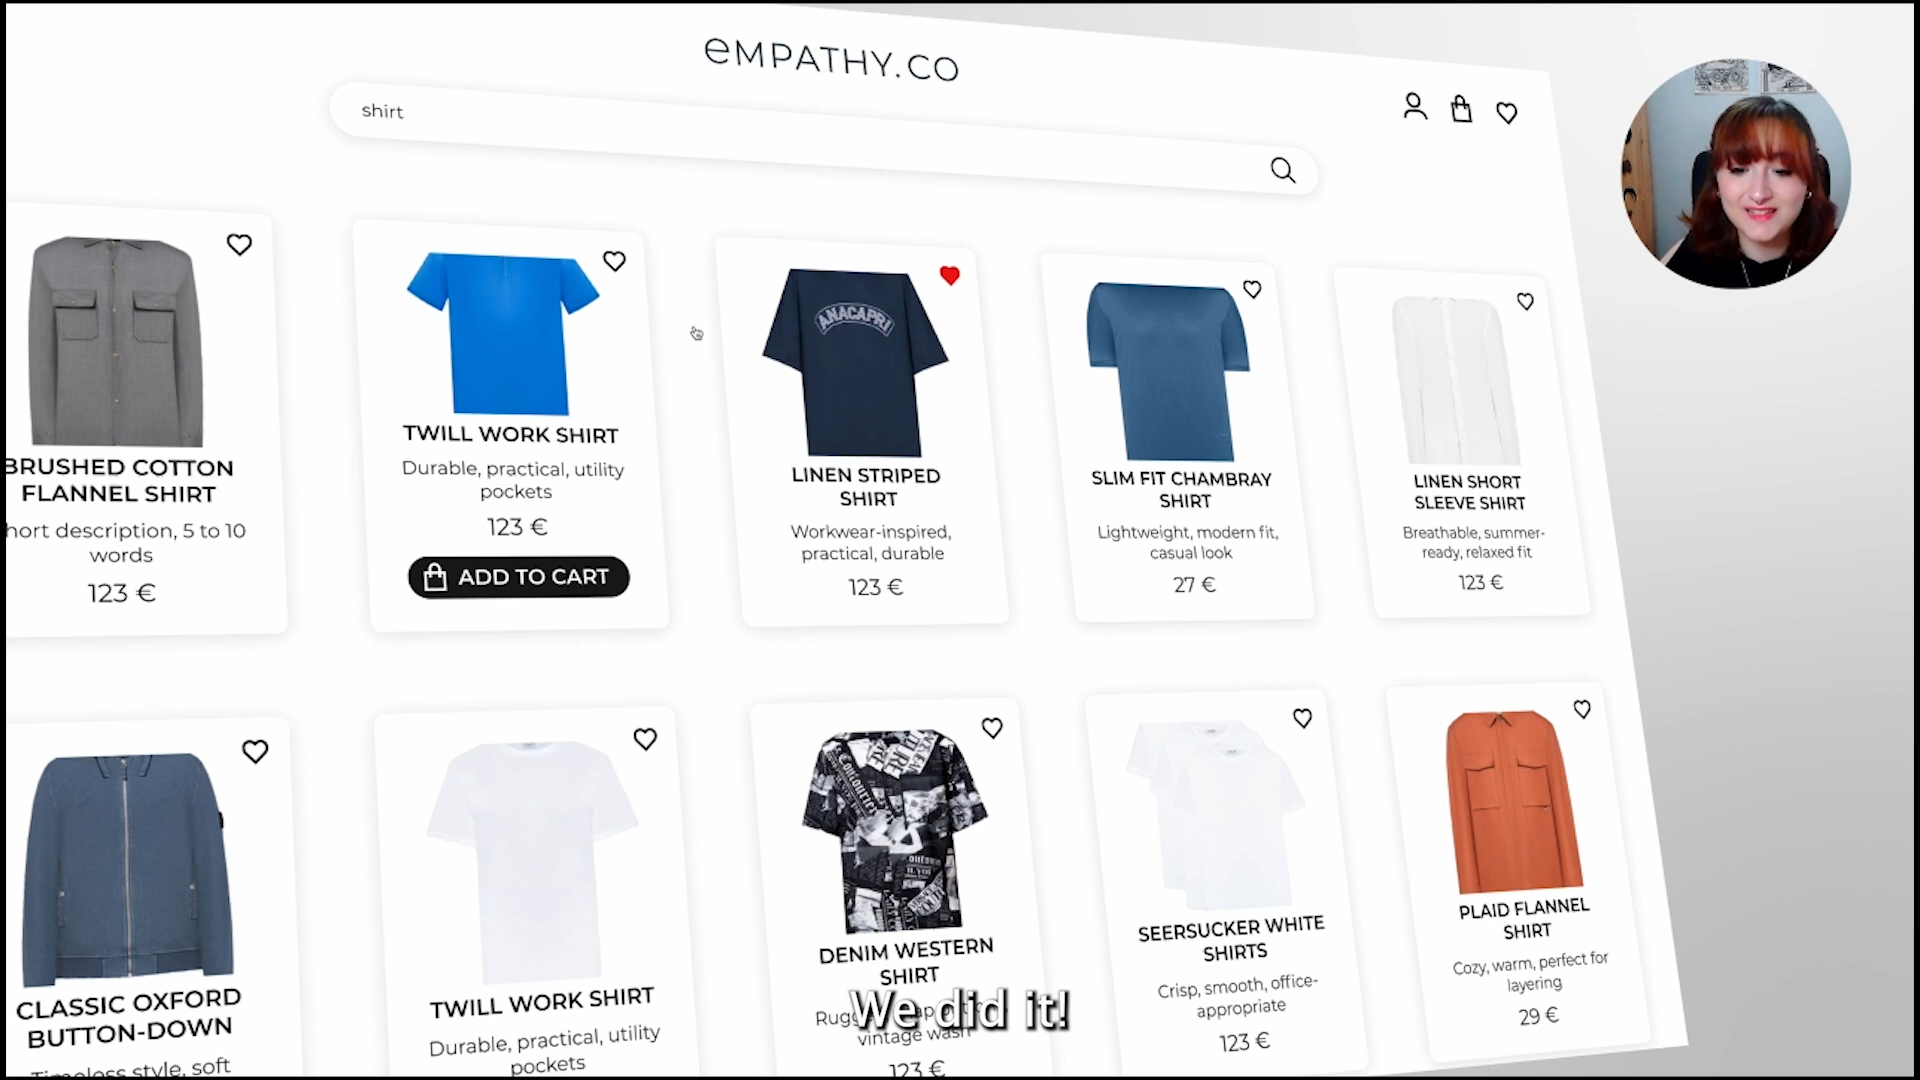 eMPATHY.CO
shirt
BRUSHED COTTON
FLANNEL SHIRT
hort description, 5 to 10
words
123 €
TWILL WORK SHIRT
Durable, practical, utility
pockets
123 €
ADD TO CART
ANACAPRI
LINEN STRIPED
SHIRT
Workwear-inspired,
practical, durable
123 €
SLIM FIT CHAMBRAY
SHIRT
Lightweight, modern fit,
casual look
27 €
LINEN SHORT
SLEEVE SHIRT
Breathable, summer-
ready, relaxed fit
123 €
CLASSIC OXFORD
BUTTON-DOWN
Timeless style, soft
TWILL WORK SHIRT
Durable, practical, utility
pockets
DENIM WESTERN
SHIRT
vintage wash
123 €
SEERSUCKER WHITE
SHIRTS
Crisp, smooth, office-
appropriate
123 €
PLAID FLANNEL
SHIRT
Cozy, warm, perfect for
layering
29 €
We did it!